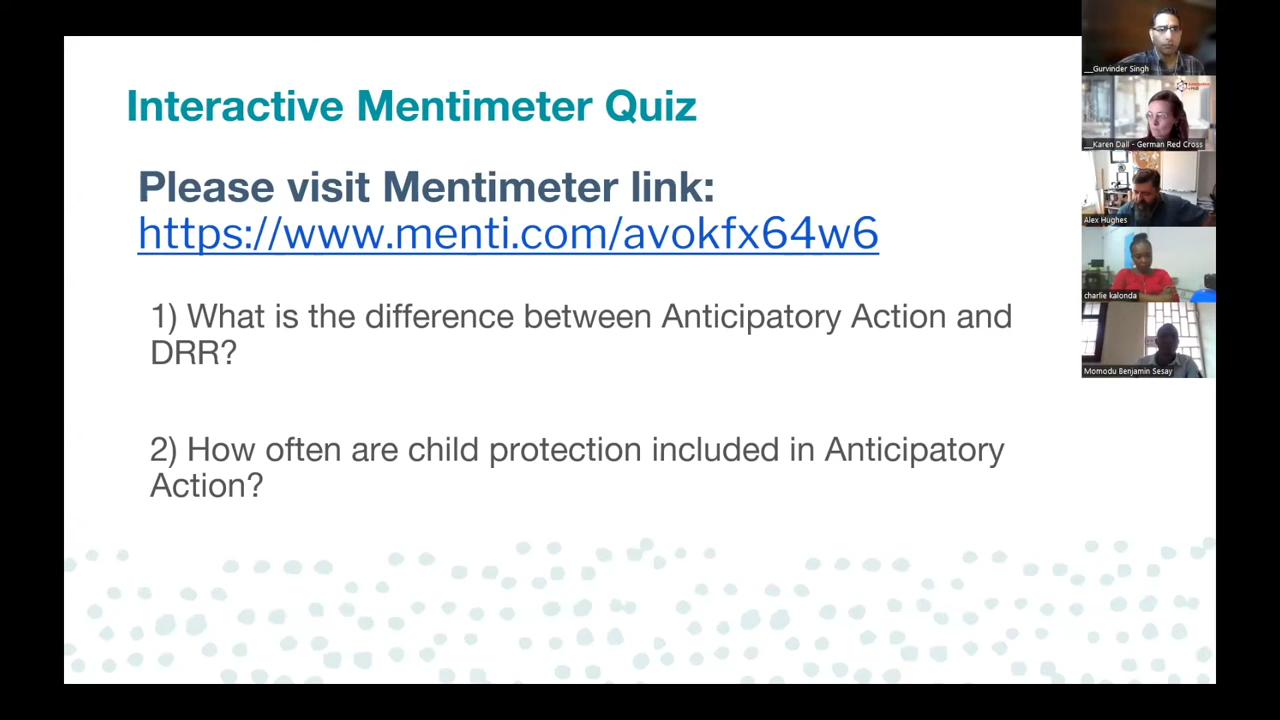 Interactive Mentimeter Quiz
Please visit Mentimeter link:
https://www.menti.com/avokfx64w6
1) What is the difference between Anticipatory Action and
DRR?
2) How often are child protection included in Anticipatory
Action?
__Gurvinder Singh
__Karen Dall - German Red Cross
Alex Hughes
charlie kalonda
Momodu Benjamin Sesay